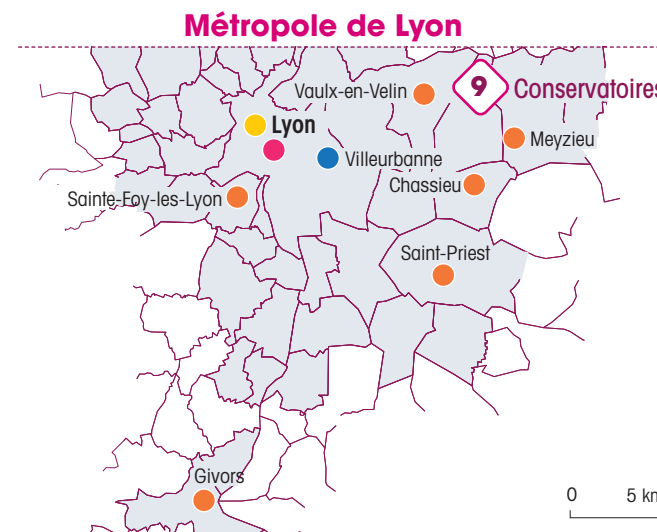 Métropole de Lyon
Vaulx-en-Velin
9 Conservatoires
Lyon
Meyzieu
Villeurbanne
Chassieu
Sainte-Foy-les-Lyon
Saint-Priest
Givors
0 5 km